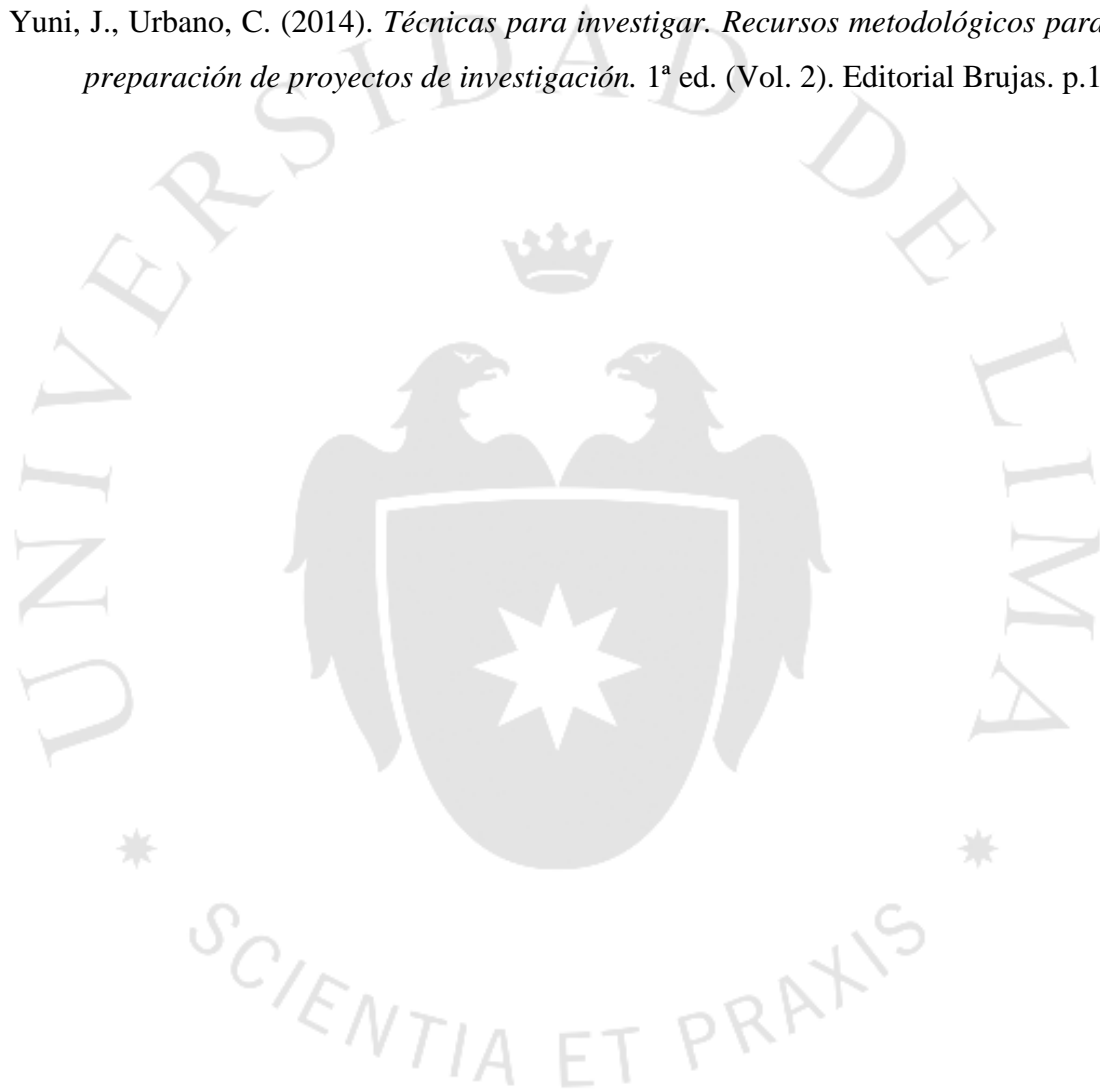 Yuni, J., Urbano, C. (2014). Técnicas para investigar. Recursos metodológicos para
preparación de proyectos de investigación. 1ª ed. (Vol. 2). Editorial Brujas. p.1
UNIVERSIDAD DE LIMA
SCIENTIA ET PRAXIS